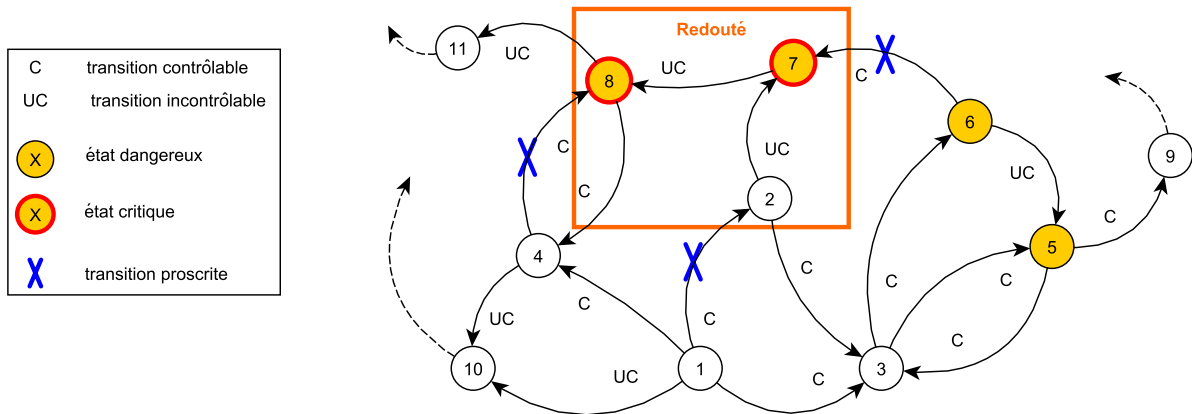 C transition contrôlable
UC transition incontrôlable
X état dangereux
X état critique
transition proscrite
Redouté
11
UC
8
UC
7
C
6
C
UC
UC
9
C
2
C
4
C
5
C
C
C
C
UC
C
C
10
UC
1
C
3